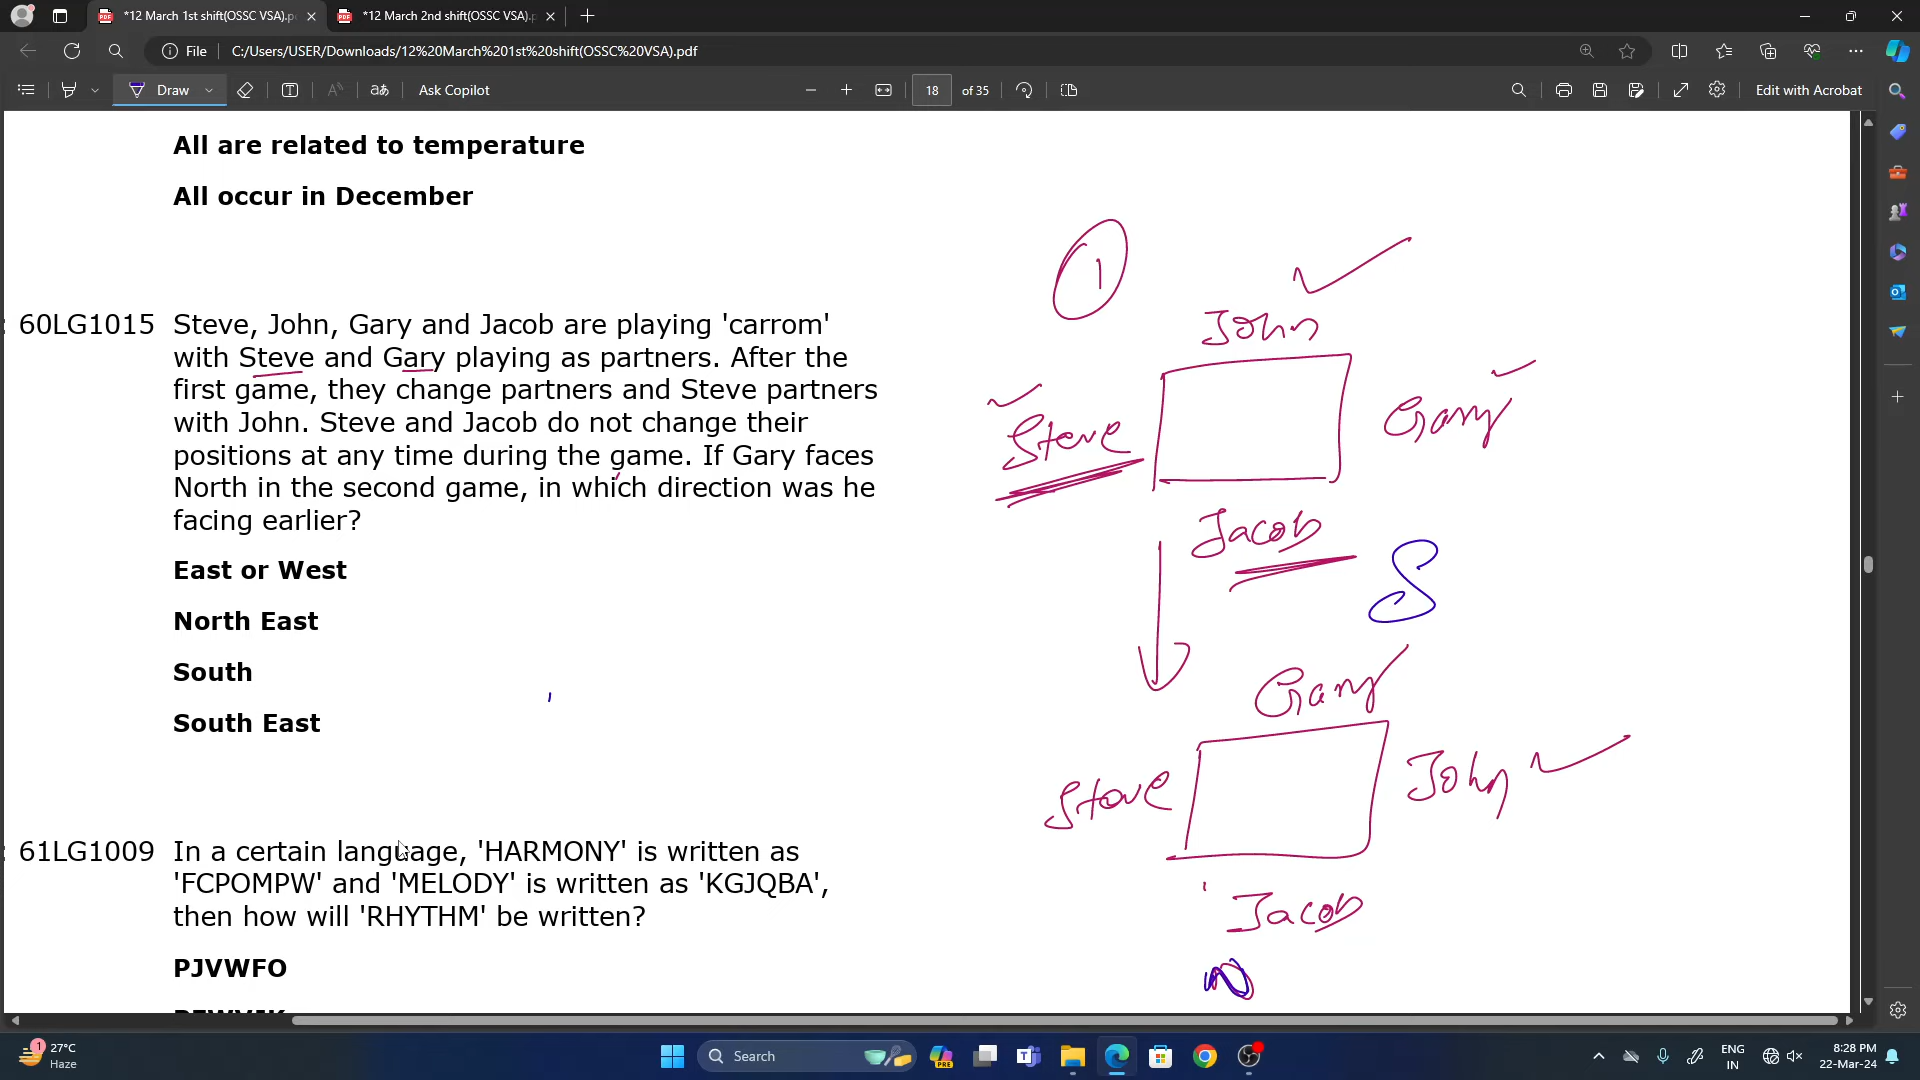 *12 March 1st shift(OSSC VSA).p
*12 March 2nd shift(OSSC VSA).p
File
C:/Users/USER/Downloads/12%20March%201st%20shift(OSSC%20VSA).pdf
Draw
Ask Copilot
18 of 35
Edit with Acrobat
All are related to temperature
All occur in December
1
John
Steve
Gary
Jacob
S
60LG1015 Steve, John, Gary and Jacob are playing 'carrom'
with Steve and Gary playing as partners. After the
first game, they change partners and Steve partners
with John. Steve and Jacob do not change their
positions at any time during the game. If Gary faces
North in the second game, in which direction was he
facing earlier?
East or West
North East
South
South East
Gary
Steve
John
Jacob
N
61LG1009 In a certain language, 'HARMONY' is written as
'FCPOMPW' and 'MELODY' is written as 'KGJQBA',
then how will 'RHYTHM' be written?
PJVWFO
1
27°C
Haze
Search
PRE
ENG
IN
8:28 PM
22-Mar-24